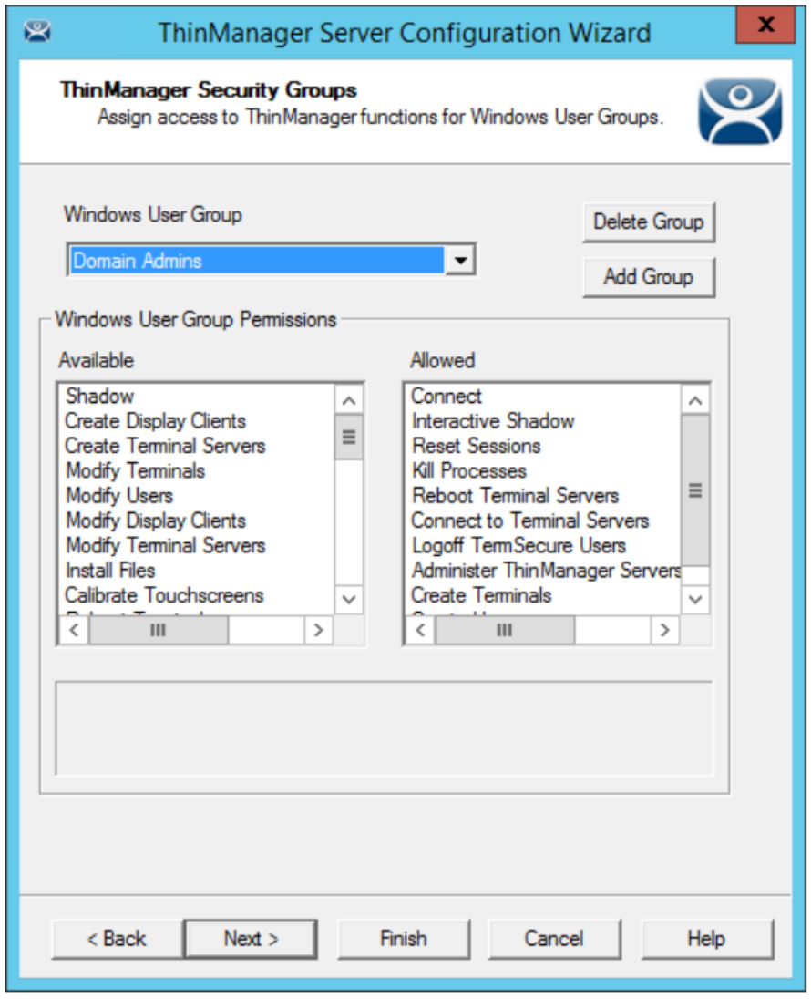 ThinManager Server Configuration Wizard
x
ThinManager Security Groups
Assign access to ThinManager functions for Windows User Groups.
Windows User Group
Delete Group
Domain Admins
Add Group
Windows User Group Permissions
Available
Allowed
Shadow
Create Display Clients
Create Terminal Servers
Modify Terminals
Modify Users
Modify Display Clients
Modify Terminal Servers
Install Files
Calibrate Touchscreens
Connect
Interactive Shadow
Reset Sessions
Kill Processes
Reboot Terminal Servers
Connect to Terminal Servers
Logoff TermSecure Users
Administer ThinManager Servers
Create Terminals
< Back
Next >
Finish
Cancel
Help